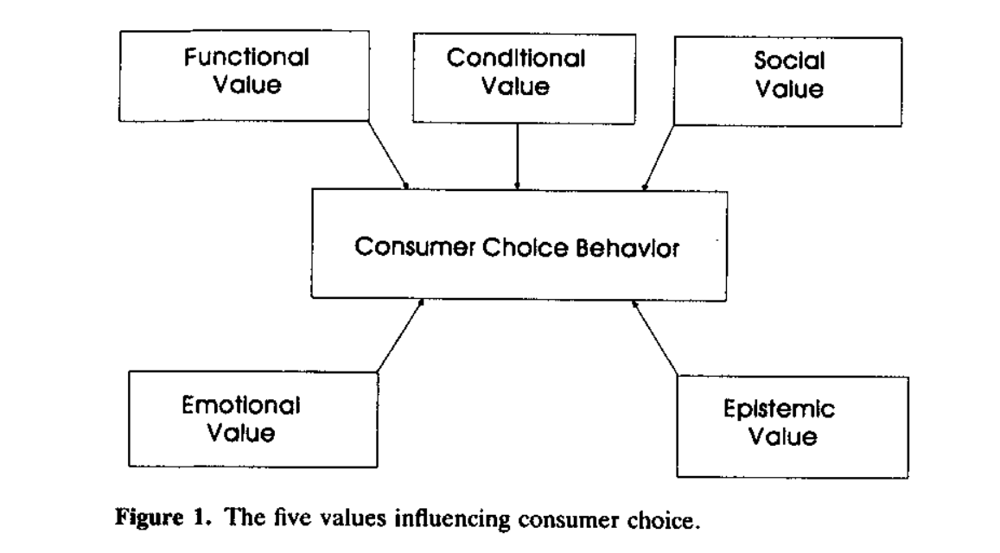 Functional
Value
Conditional
Value
Social
Value
Consumer Choice Behavior
Emotional
Value
Epistemic
Value
Figure 1. The five values influencing consumer choice.